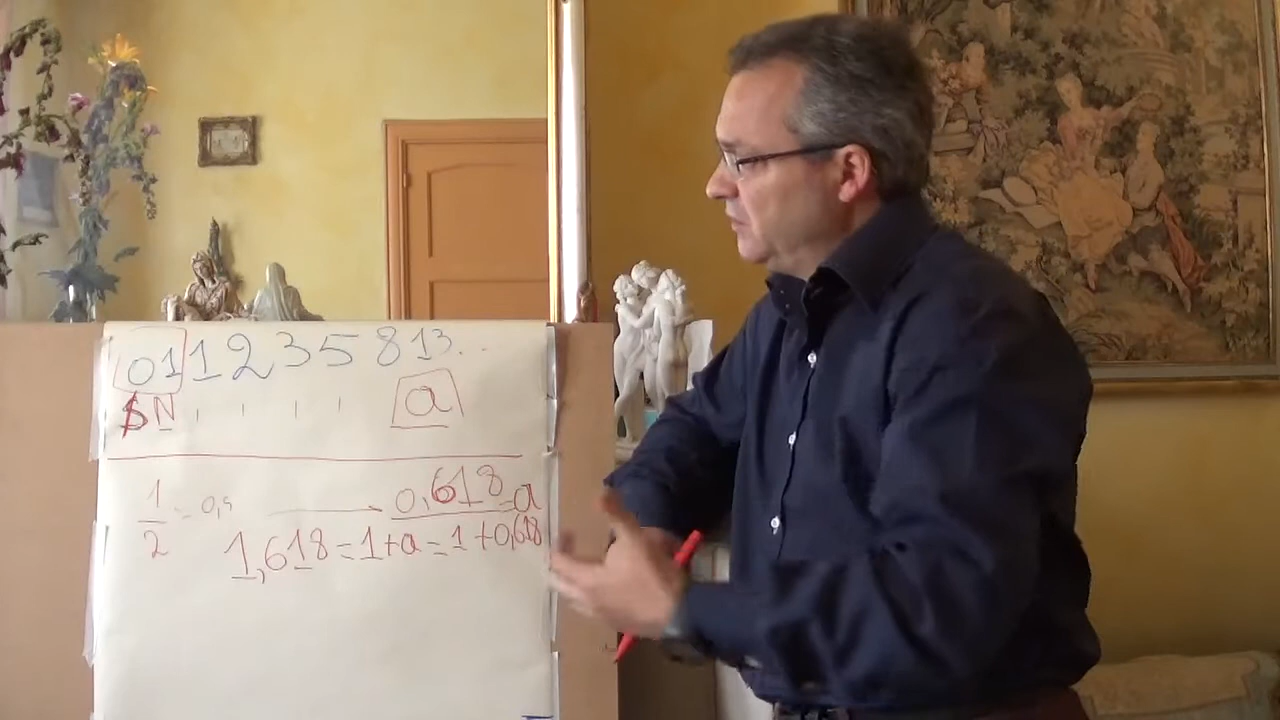 0 1 1 2 3 5 8 13..
$ N a
1/2 = 0,5 → 0,618 = a
1,618 = 1+a = 1+0,618